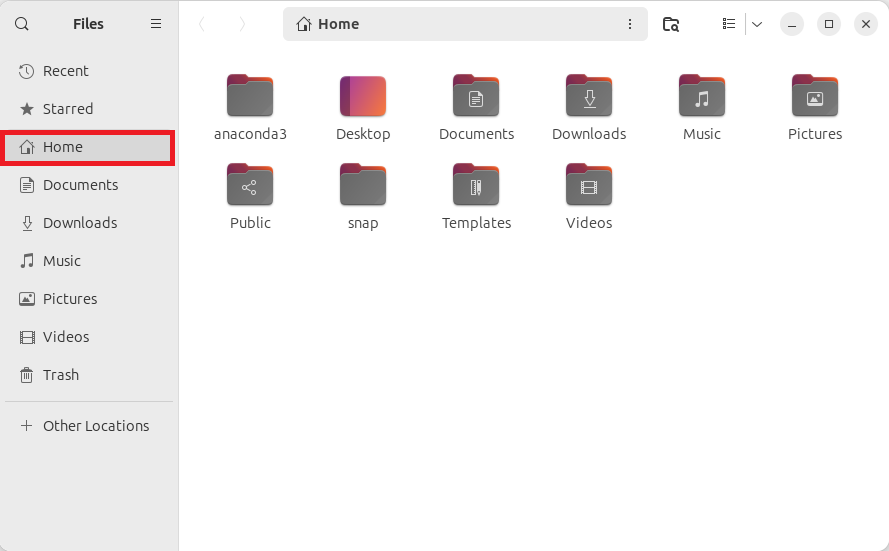 Files
Home
Recent
Starred
Home
Documents
Downloads
Music
Pictures
Videos
Trash
Other Locations
anaconda3 Desktop Documents Downloads Music Pictures
Public snap Templates Videos